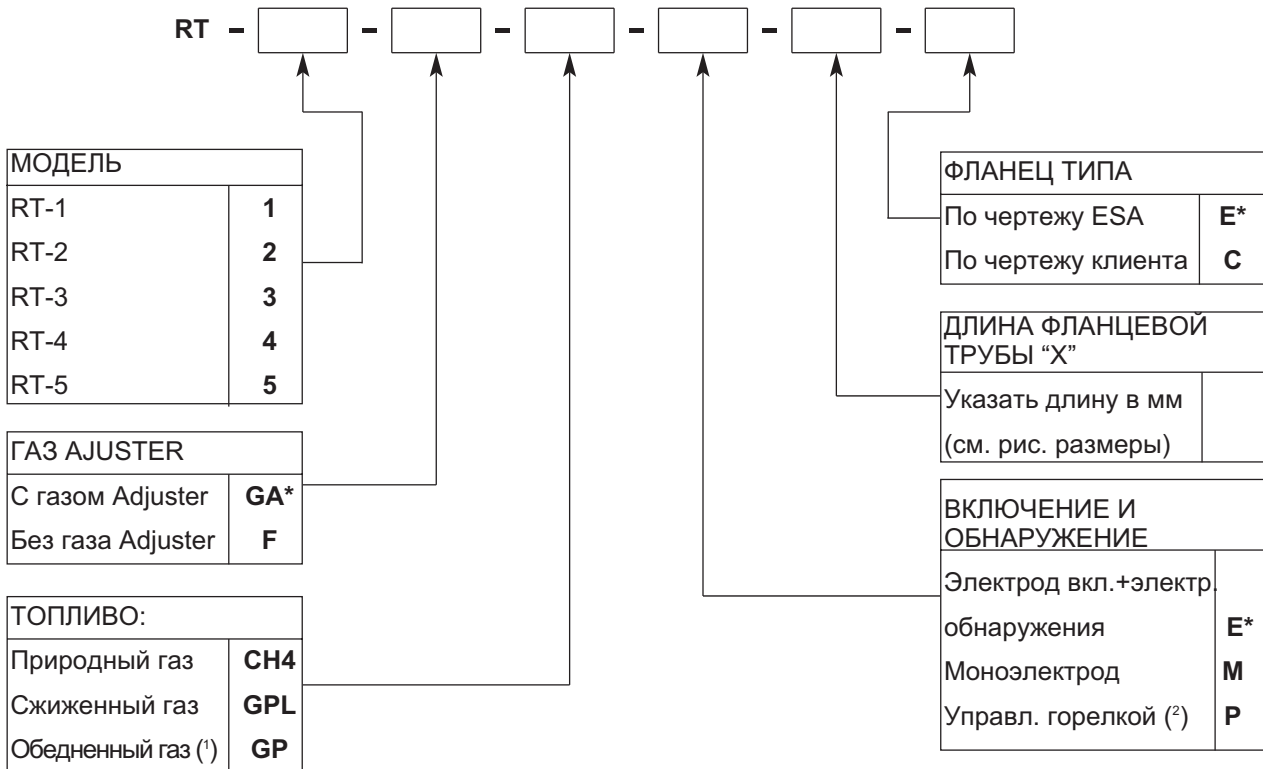 RT - - - - - -
МОДЕЛЬ
RT-1 1
RT-2 2
RT-3 3
RT-4 4
RT-5 5
ГАЗ AJUSTER
С газом Adjuster GA*
Без газа Adjuster F
ТОПЛИВО:
Природный газ CH4
Сжиженный газ GPL
Обедненный газ (¹) GP
ФЛАНЕЦ ТИПА
По чертежу ESA E*
По чертежу клиента C
ДЛИНА ФЛАНЦЕВОЙ
ТРУБЫ “X”
Указать длину в мм
(см. рис. размеры)
ВКЛЮЧЕНИЕ И
ОБНАРУЖЕНИЕ
Электрод вкл.+электр.
обнаружения E*
Моноэлектрод M
Управл. горелкой (²) P